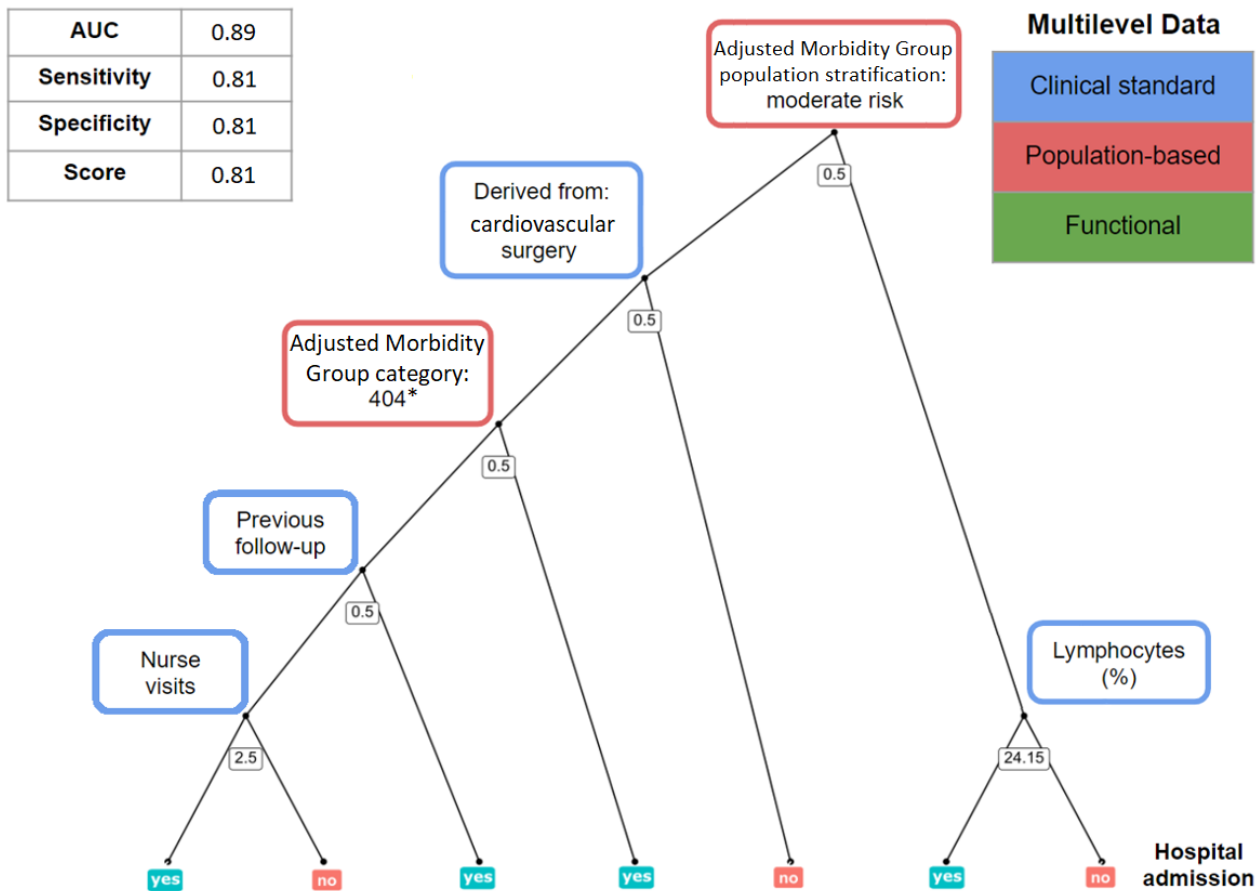 AUC 0.89
Sensitivity 0.81
Specificity 0.81
Score 0.81
Multilevel Data
Clinical standard
Population-based
Functional
Adjusted Morbidity Group
population stratification:
moderate risk
0.5
Derived from:
cardiovascular
surgery
0.5
Adjusted Morbidity
Group category:
404*
0.5
Previous
follow-up
0.5
Nurse
visits
2.5
Lymphocytes
(%)
24.15
yes no yes yes no yes no
Hospital
admission